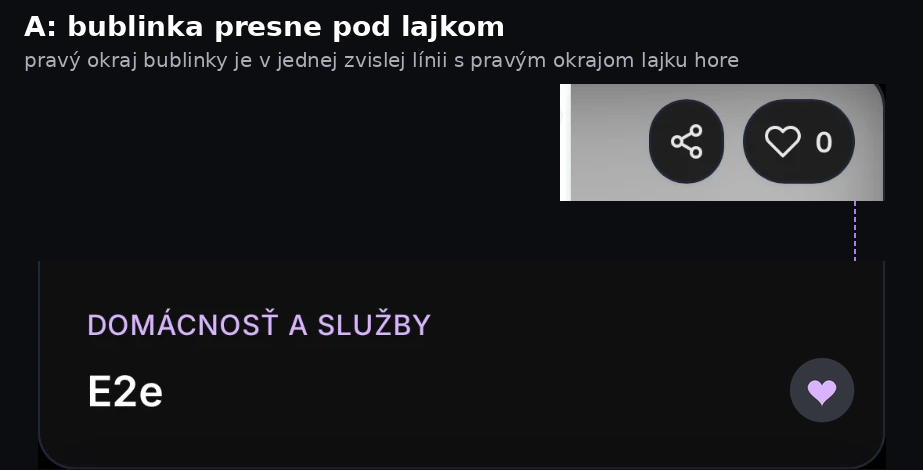 A: bublinka presne pod lajkom
pravý okraj bublinky je v jednej zvislej línii s pravým okrajom lajku hore
0
DOMÁCNOSŤ A SLUŽBY
E2e